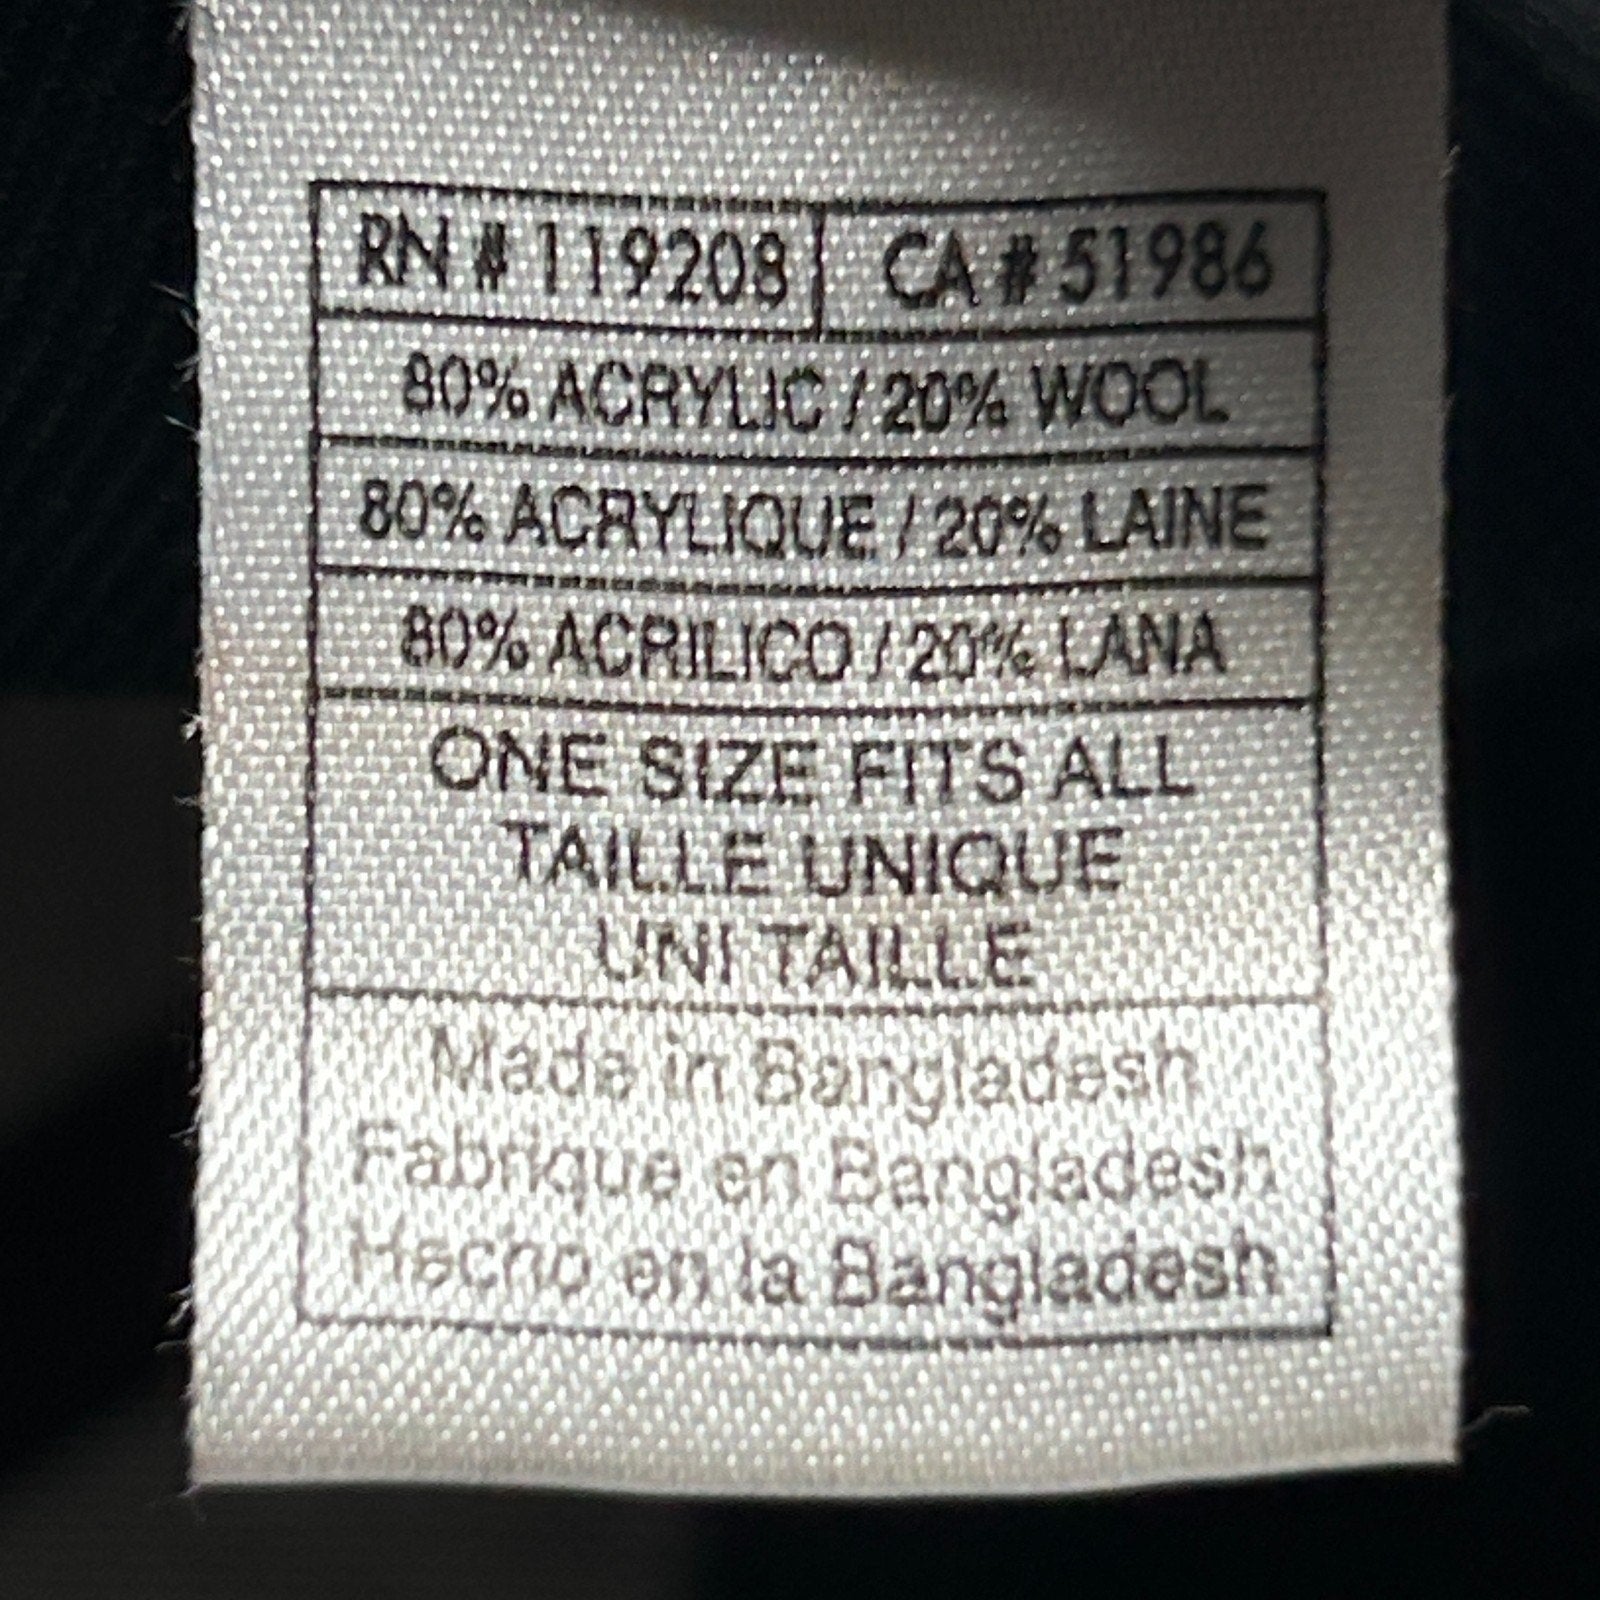 RN # 119208 CA # 51986
80% ACRYLIC / 20% WOOL
80% ACRYLIQUE / 20% LAINE
80% ACRILICO / 20% LANA
ONE SIZE FITS ALL
TAILLE UNIQUE
UNI TAILLE
Made in Bangladesh
Fabrique en Bangladesh
Hecho en la Bangladesh